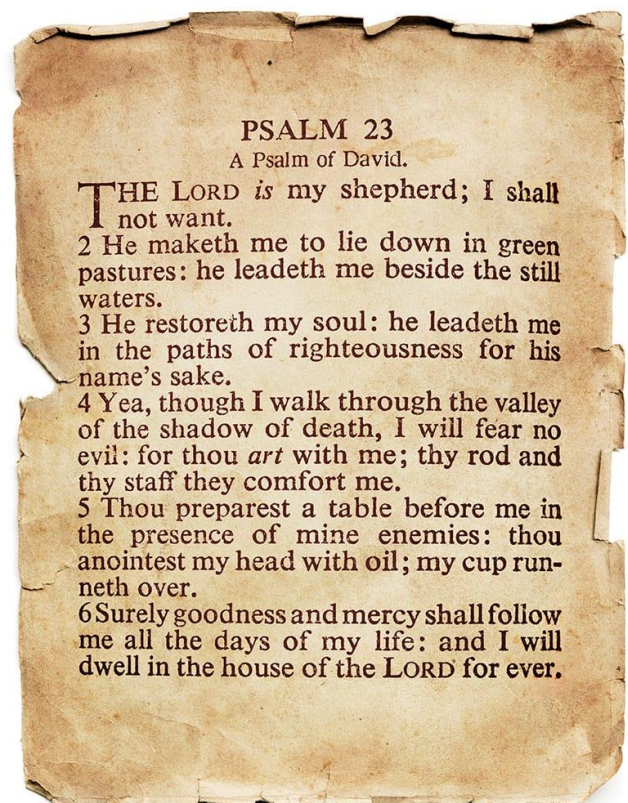 PSALM 23
A Psalm of David.
THE LORD is my shepherd; I shall
not want.
2 He maketh me to lie down in green
pastures: he leadeth me beside the still
waters.
3 He restoreth my soul: he leadeth me
in the paths of righteousness for his
name's sake.
4 Yea, though I walk through the valley
of the shadow of death, I will fear no
evil: for thou art with me; thy rod and
thy staff they comfort me.
5 Thou preparest a table before me in
the presence of mine enemies: thou
anointest my head with oil; my cup run-
neth over.
6 Surely goodness and mercy shall follow
me all the days of my life: and I will
dwell in the house of the LORD for ever.